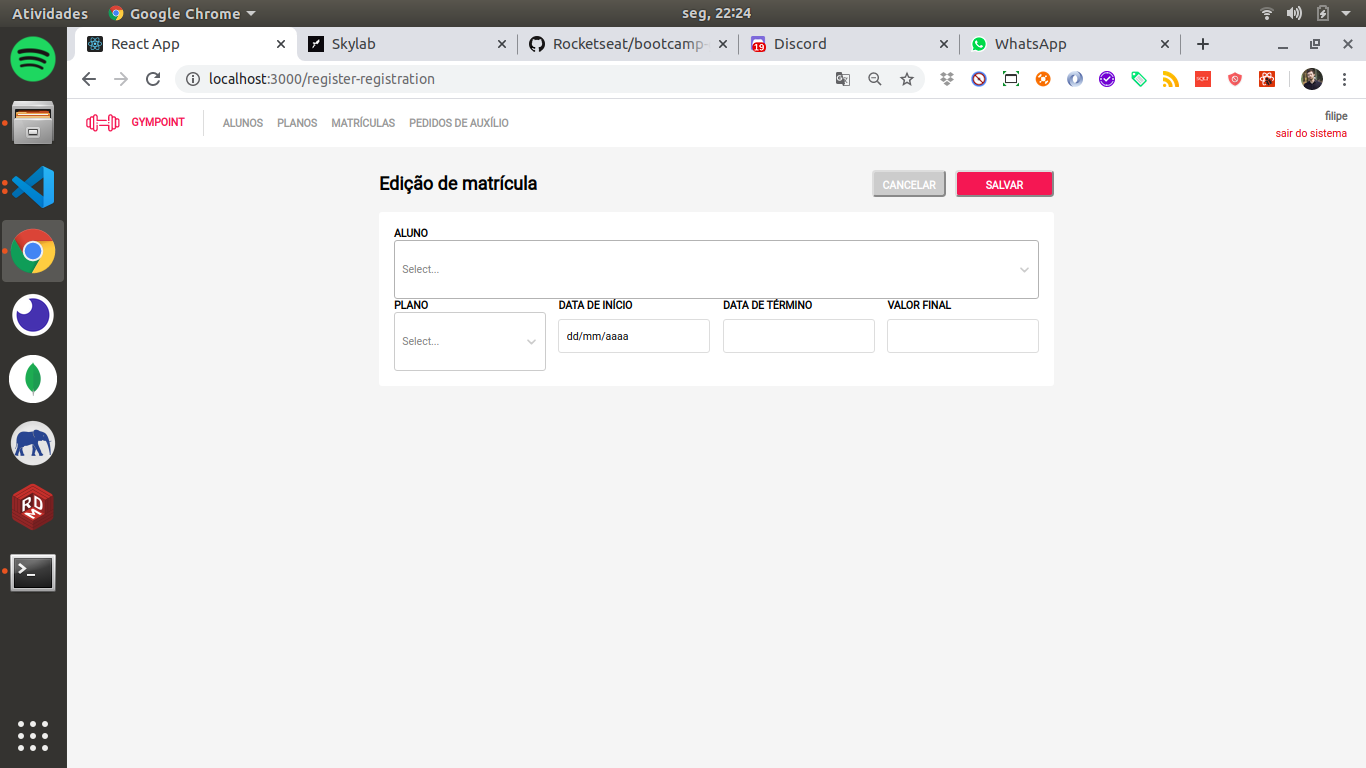 Atividades Google Chrome seg, 22:24
React App Skylab Rocketseat/bootcamp- Discord WhatsApp
19
localhost:3000/register-registration
GYMPOINT ALUNOS PLANOS MATRÍCULAS PEDIDOS DE AUXÍLIO filipe
sair do sistema
Edição de matrícula CANCELAR SALVAR
ALUNO
Select...
PLANO DATA DE INÍCIO DATA DE TÉRMINO VALOR FINAL
Select... dd/mm/aaaa
RDM